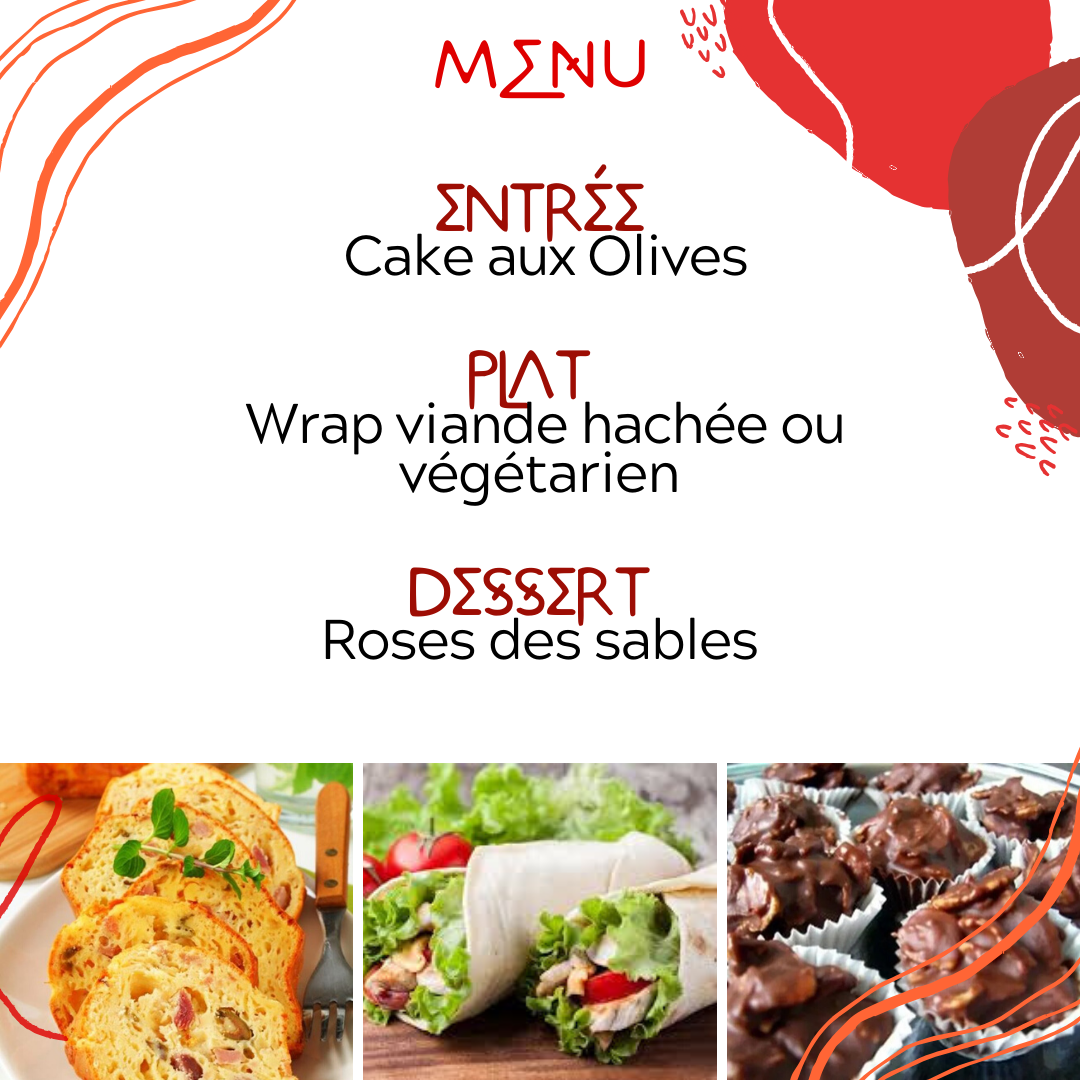 MENU
ENTRÉE
Cake aux Olives
PLAT
Wrap viande hachée ou
végétarien
DESSERT
Roses des sables